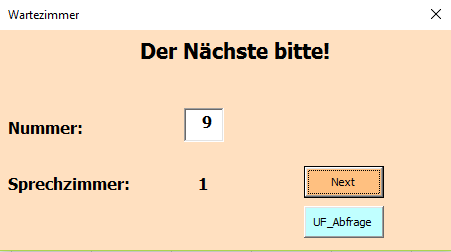 Wartezimmer
Der Nächste bitte!
Nummer: 9
Sprechzimmer: 1
Next
UF_Abfrage